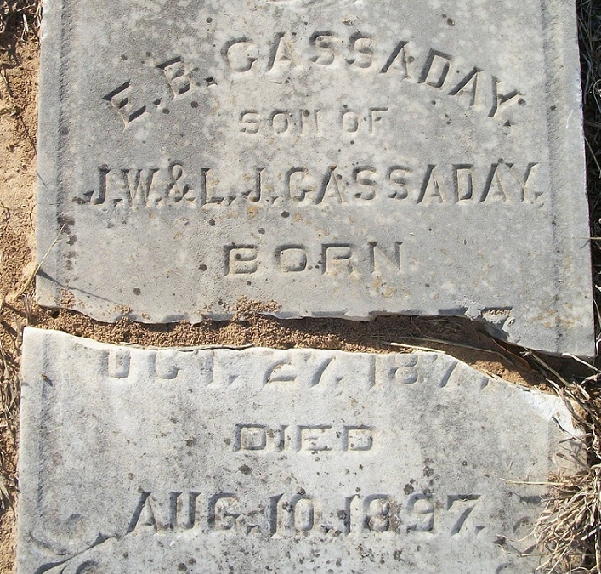 E. B. CASSADAY.
SON OF
J.W. & L.J. CASSADAY.
BORN
OCT. 27,
DIED
AUG. 10, 1897.